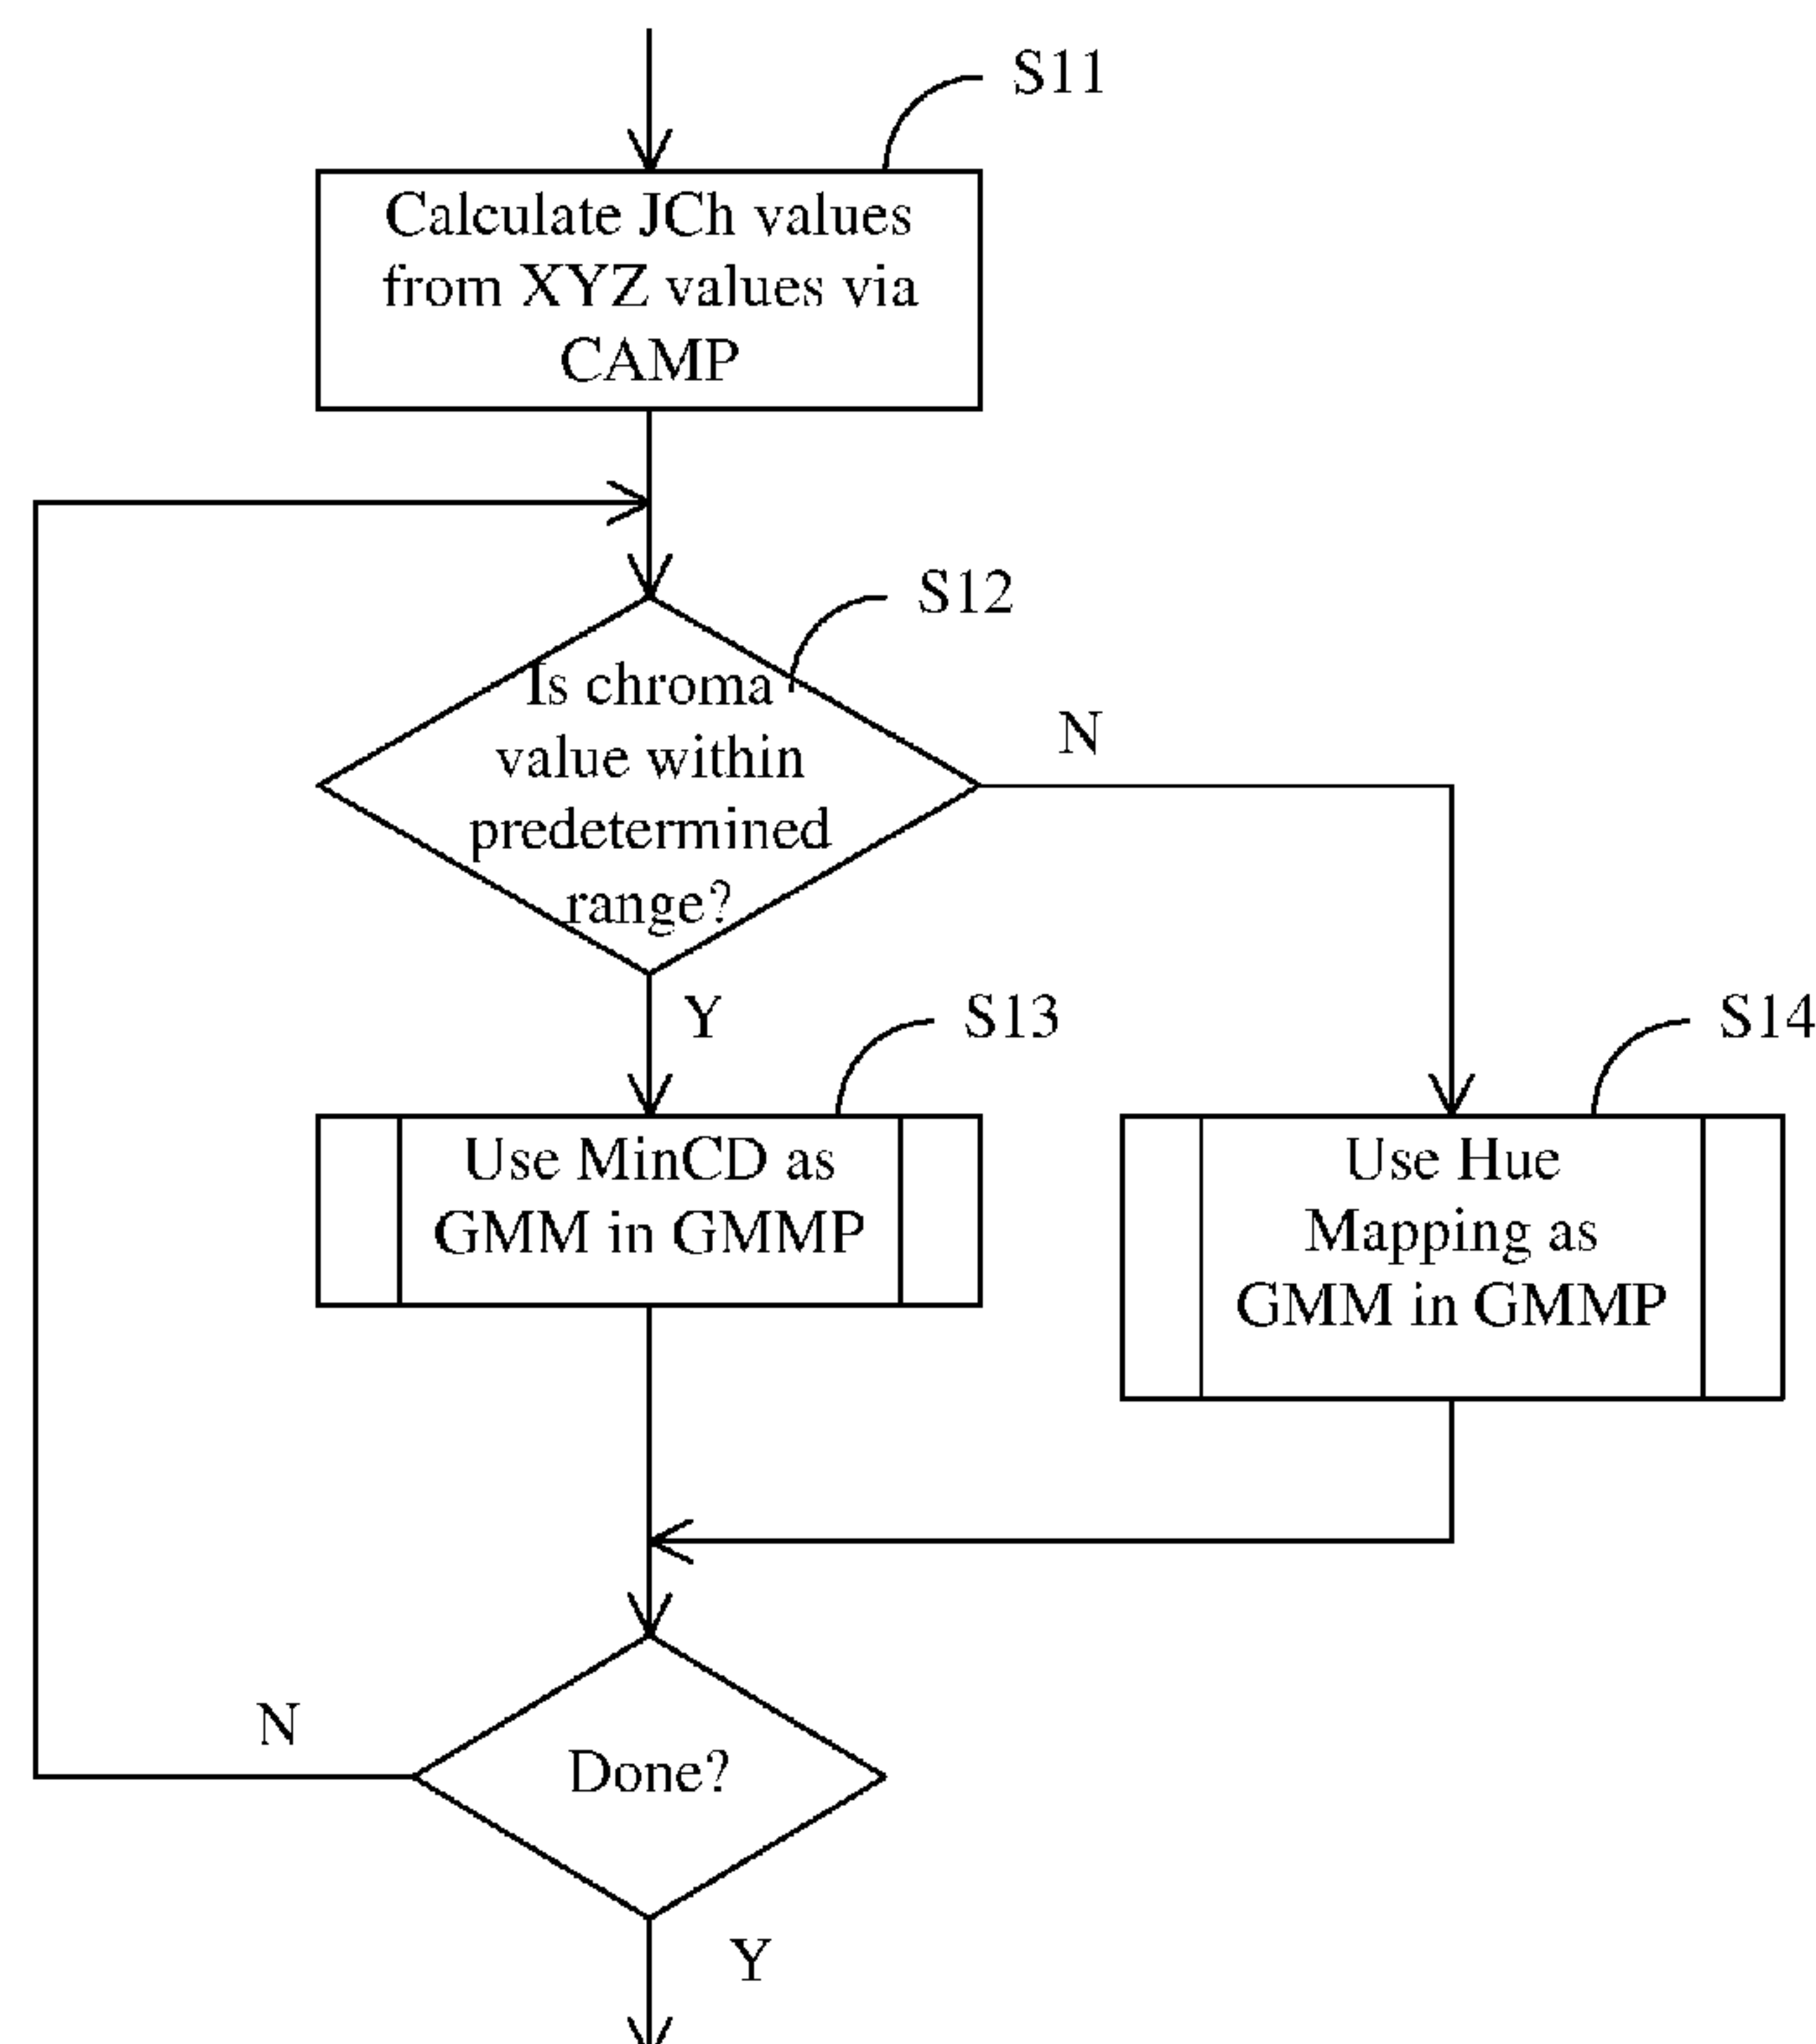 S11
Calculate JCh values
from XYZ values via
CAMP
S12
Is chroma
value within
predetermined
range?
N
Y
S13
S14
Use MinCD as
GMM in GMMP
Use Hue
Mapping as
GMM in GMMP
N
Done?
Y